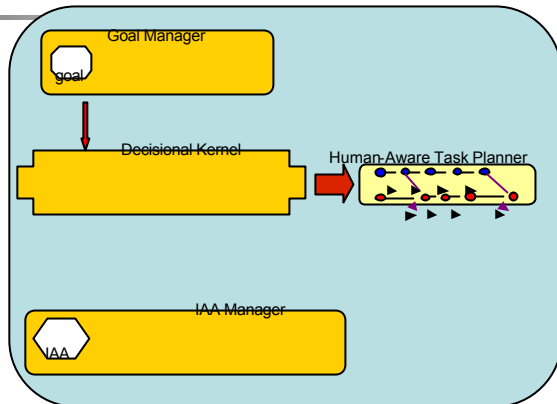 Goal Manager
goal
Decisional Kernel
Human-Aware Task Planner
IAA Manager
IAA